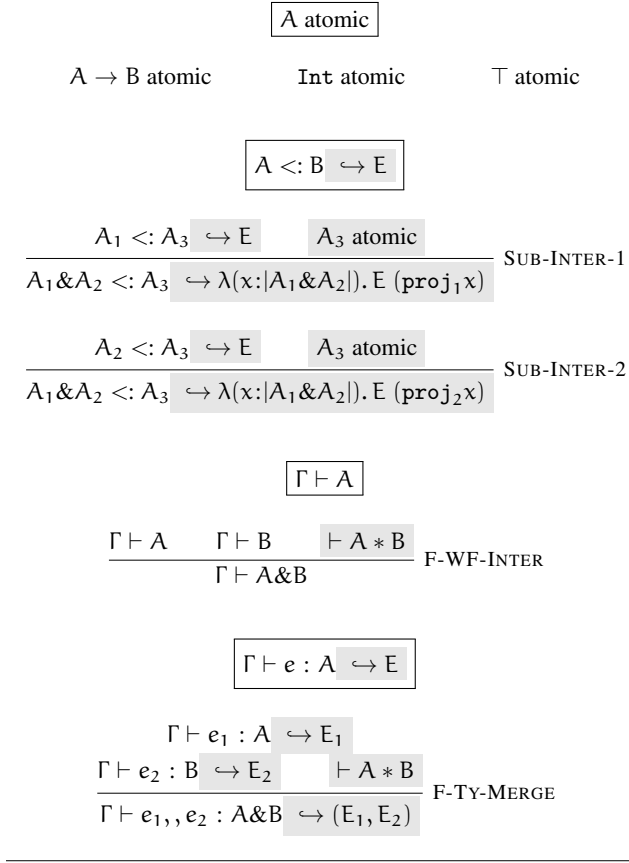 A atomic
A → B atomic Int atomic ⊤ atomic
A <: B ↪ E
A₁ <: A₃ ↪ E A₃ atomic
A₁&A₂ <: A₃ ↪ λ(x:|A₁&A₂|). E (proj₁x) SUB-INTER-1
A₂ <: A₃ ↪ E A₃ atomic
A₁&A₂ <: A₃ ↪ λ(x:|A₁&A₂|). E (proj₂x) SUB-INTER-2
Γ ⊢ A
Γ ⊢ A Γ ⊢ B ⊢ A ∗ B
Γ ⊢ A&B F-WF-INTER
Γ ⊢ e : A ↪ E
Γ ⊢ e₁ : A ↪ E₁
Γ ⊢ e₂ : B ↪ E₂ ⊢ A ∗ B
Γ ⊢ e₁,,e₂ : A&B ↪ (E₁, E₂) F-TY-MERGE